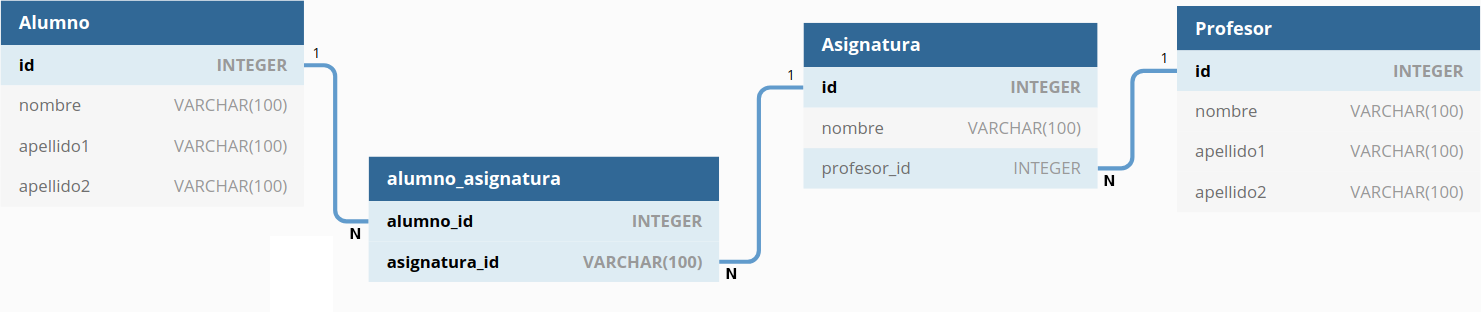 Alumno
id INTEGER
nombre VARCHAR(100)
apellido1 VARCHAR(100)
apellido2 VARCHAR(100)
1
N
alumno_asignatura
alumno_id INTEGER
asignatura_id VARCHAR(100)
N
1
Asignatura
id INTEGER
nombre VARCHAR(100)
profesor_id INTEGER
N
1
Profesor
id INTEGER
nombre VARCHAR(100)
apellido1 VARCHAR(100)
apellido2 VARCHAR(100)